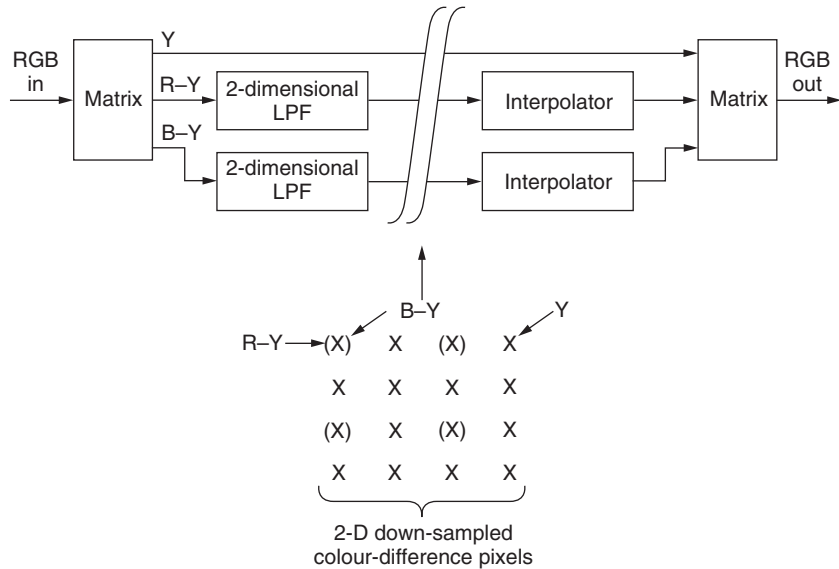 Y
RGB
in
Matrix
R–Y
2-dimensional
LPF
Interpolator
B–Y
2-dimensional
LPF
Interpolator
Matrix
RGB
out
B–Y
Y
R–Y
(X) X (X) X
X X X X
(X) X (X) X
X X X X
2-D down-sampled
colour-difference pixels